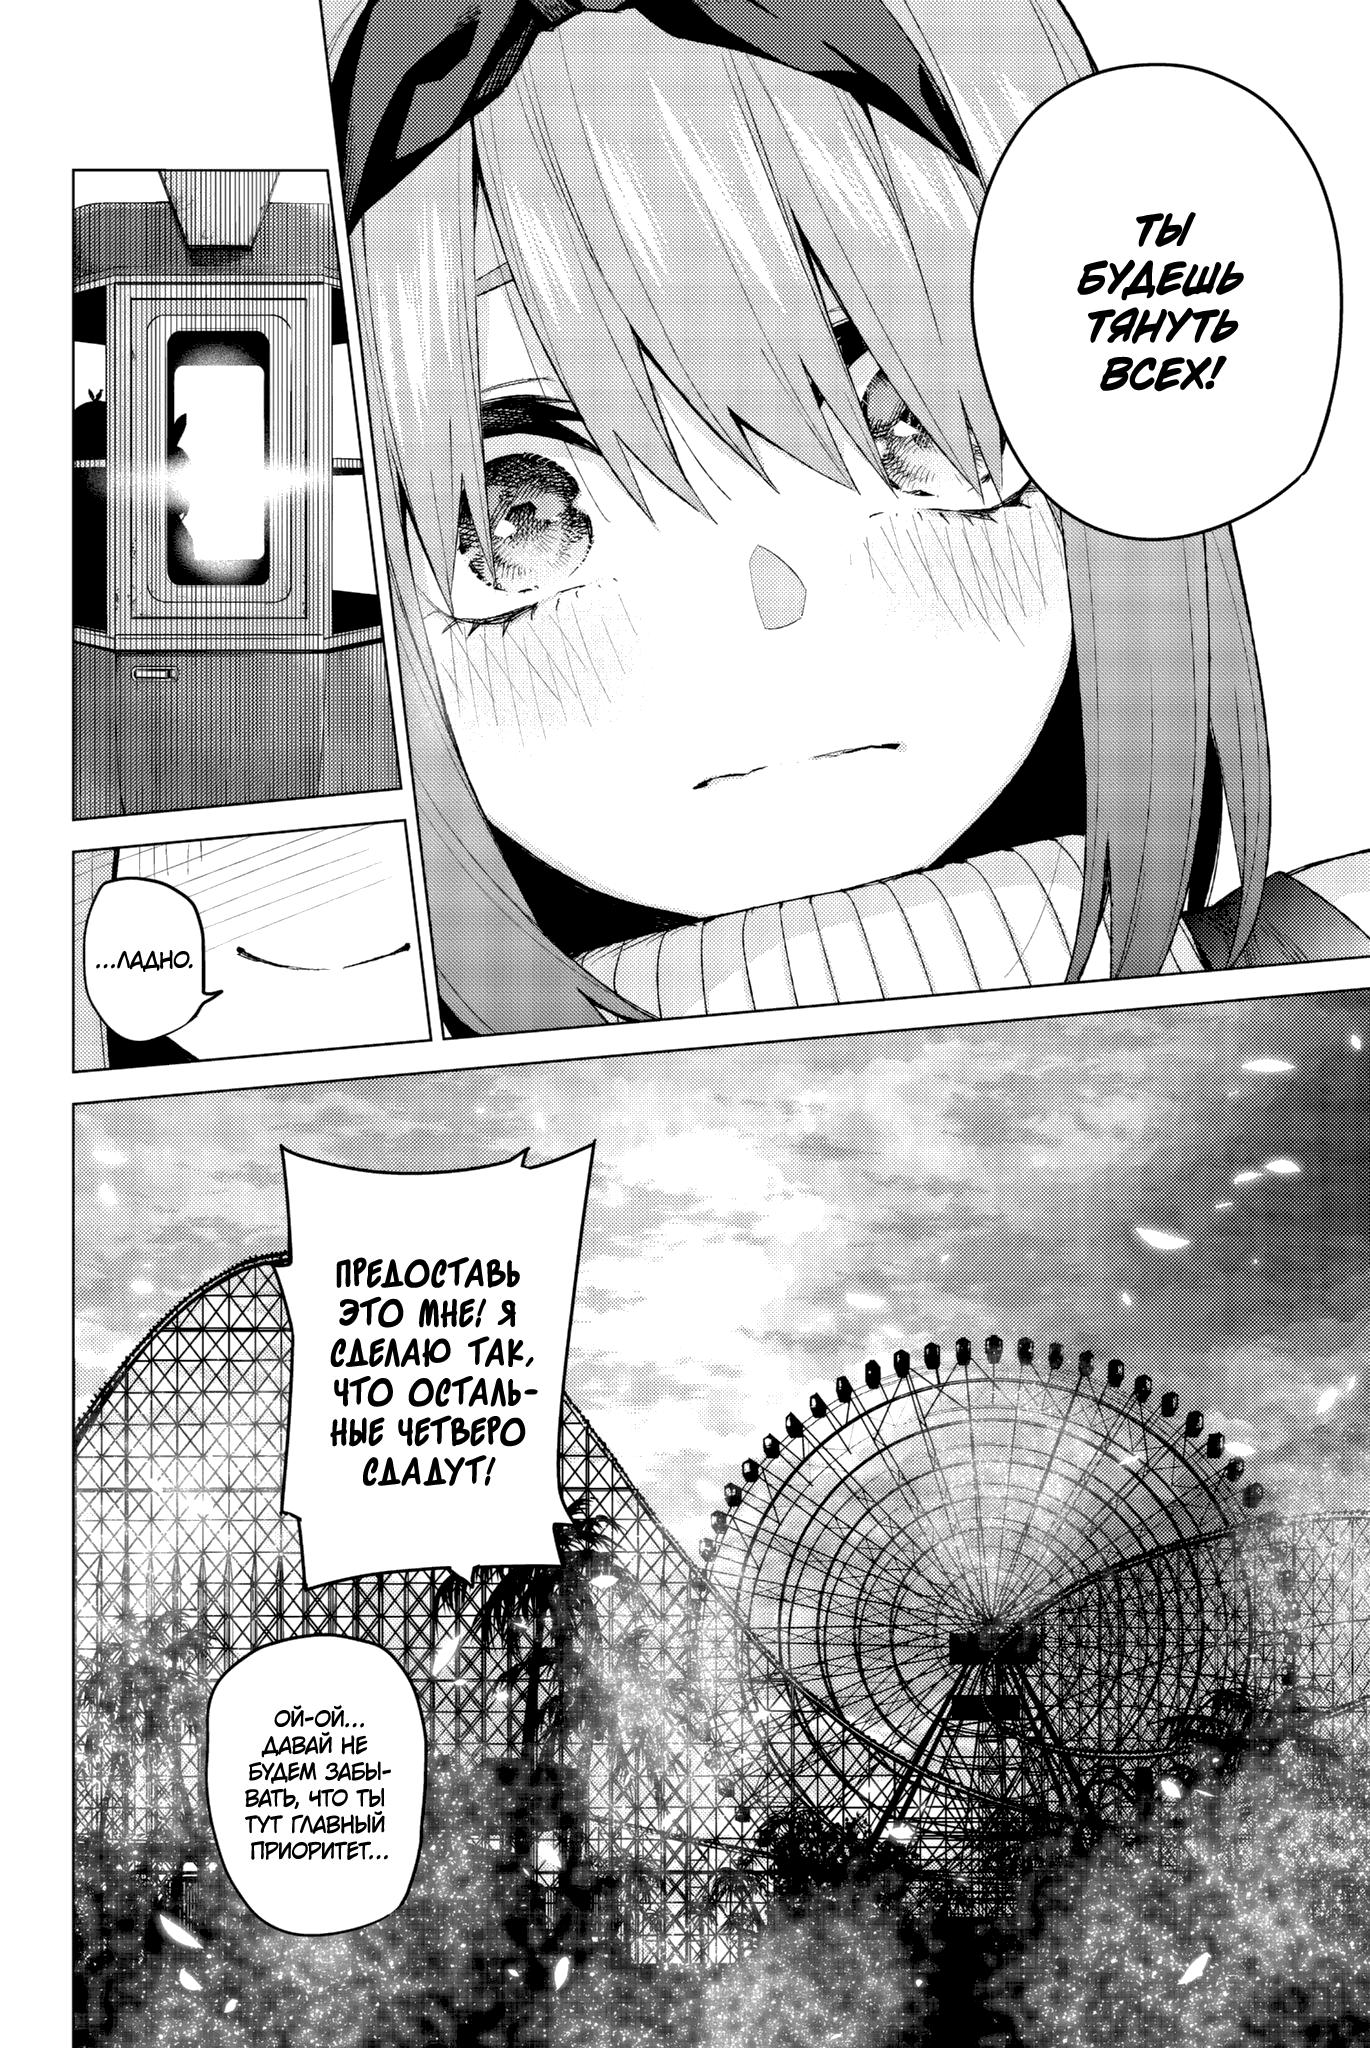 ТЫ
БУДЕШЬ
ТЯНУТЬ
ВСЕХ!
...ЛАДНО.
ПРЕДОСТАВЬ
ЭТО МНЕ! Я
СДЕЛАЮ ТАК,
ЧТО ОСТАЛЬ-
НЫЕ ЧЕТВЕРО
СДАДУТ!
ОЙ-ОЙ...
ДАВАЙ НЕ
БУДЕМ ЗАБЫ-
ВАТЬ, ЧТО ТЫ
ТУТ ГЛАВНЫЙ
ПРИОРИТЕТ...